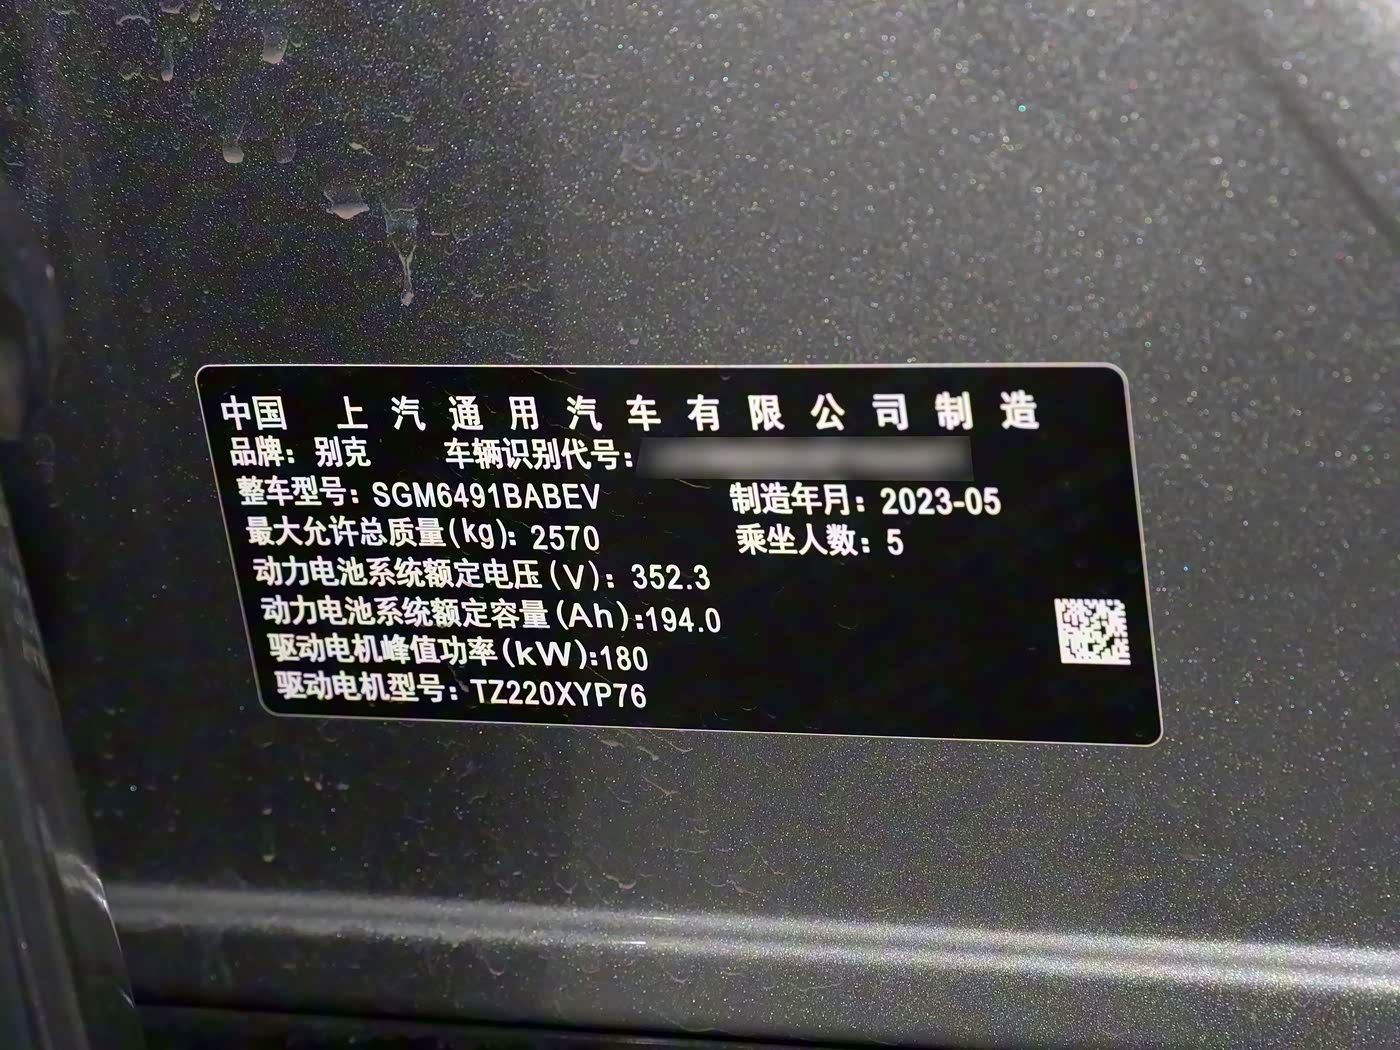 中国 上汽通用汽车有限公司制造
品牌：别克 车辆识别代号：
整车型号：SGM6491BABEV 制造年月：2023-05
最大允许总质量(kg)：2570 乘坐人数：5
动力电池系统额定电压(V)：352.3
动力电池系统额定容量(Ah):194.0
驱动电机峰值功率(kW):180
驱动电机型号：TZ220XYP76